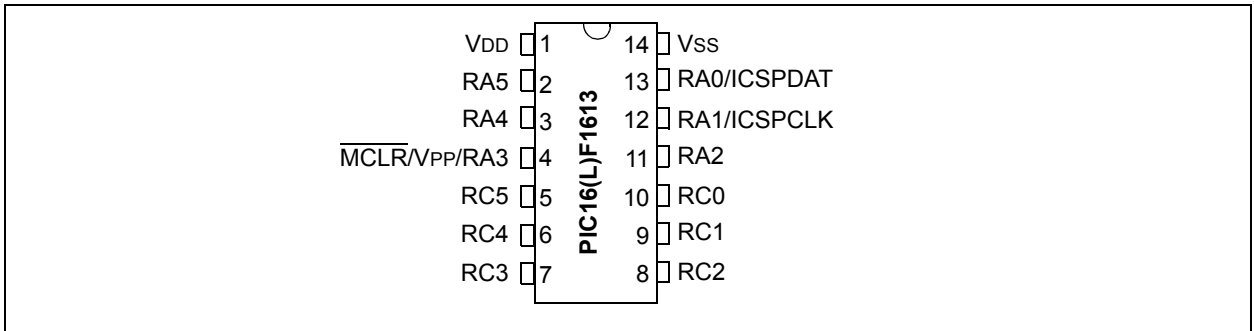 VDD 1 14 VSS
RA5 2 13 RA0/ICSPDAT
RA4 3 12 RA1/ICSPCLK
MCLR/VPP/RA3 4 11 RA2
RC5 5 10 RC0
RC4 6 9 RC1
RC3 7 8 RC2
PIC16(L)F1613